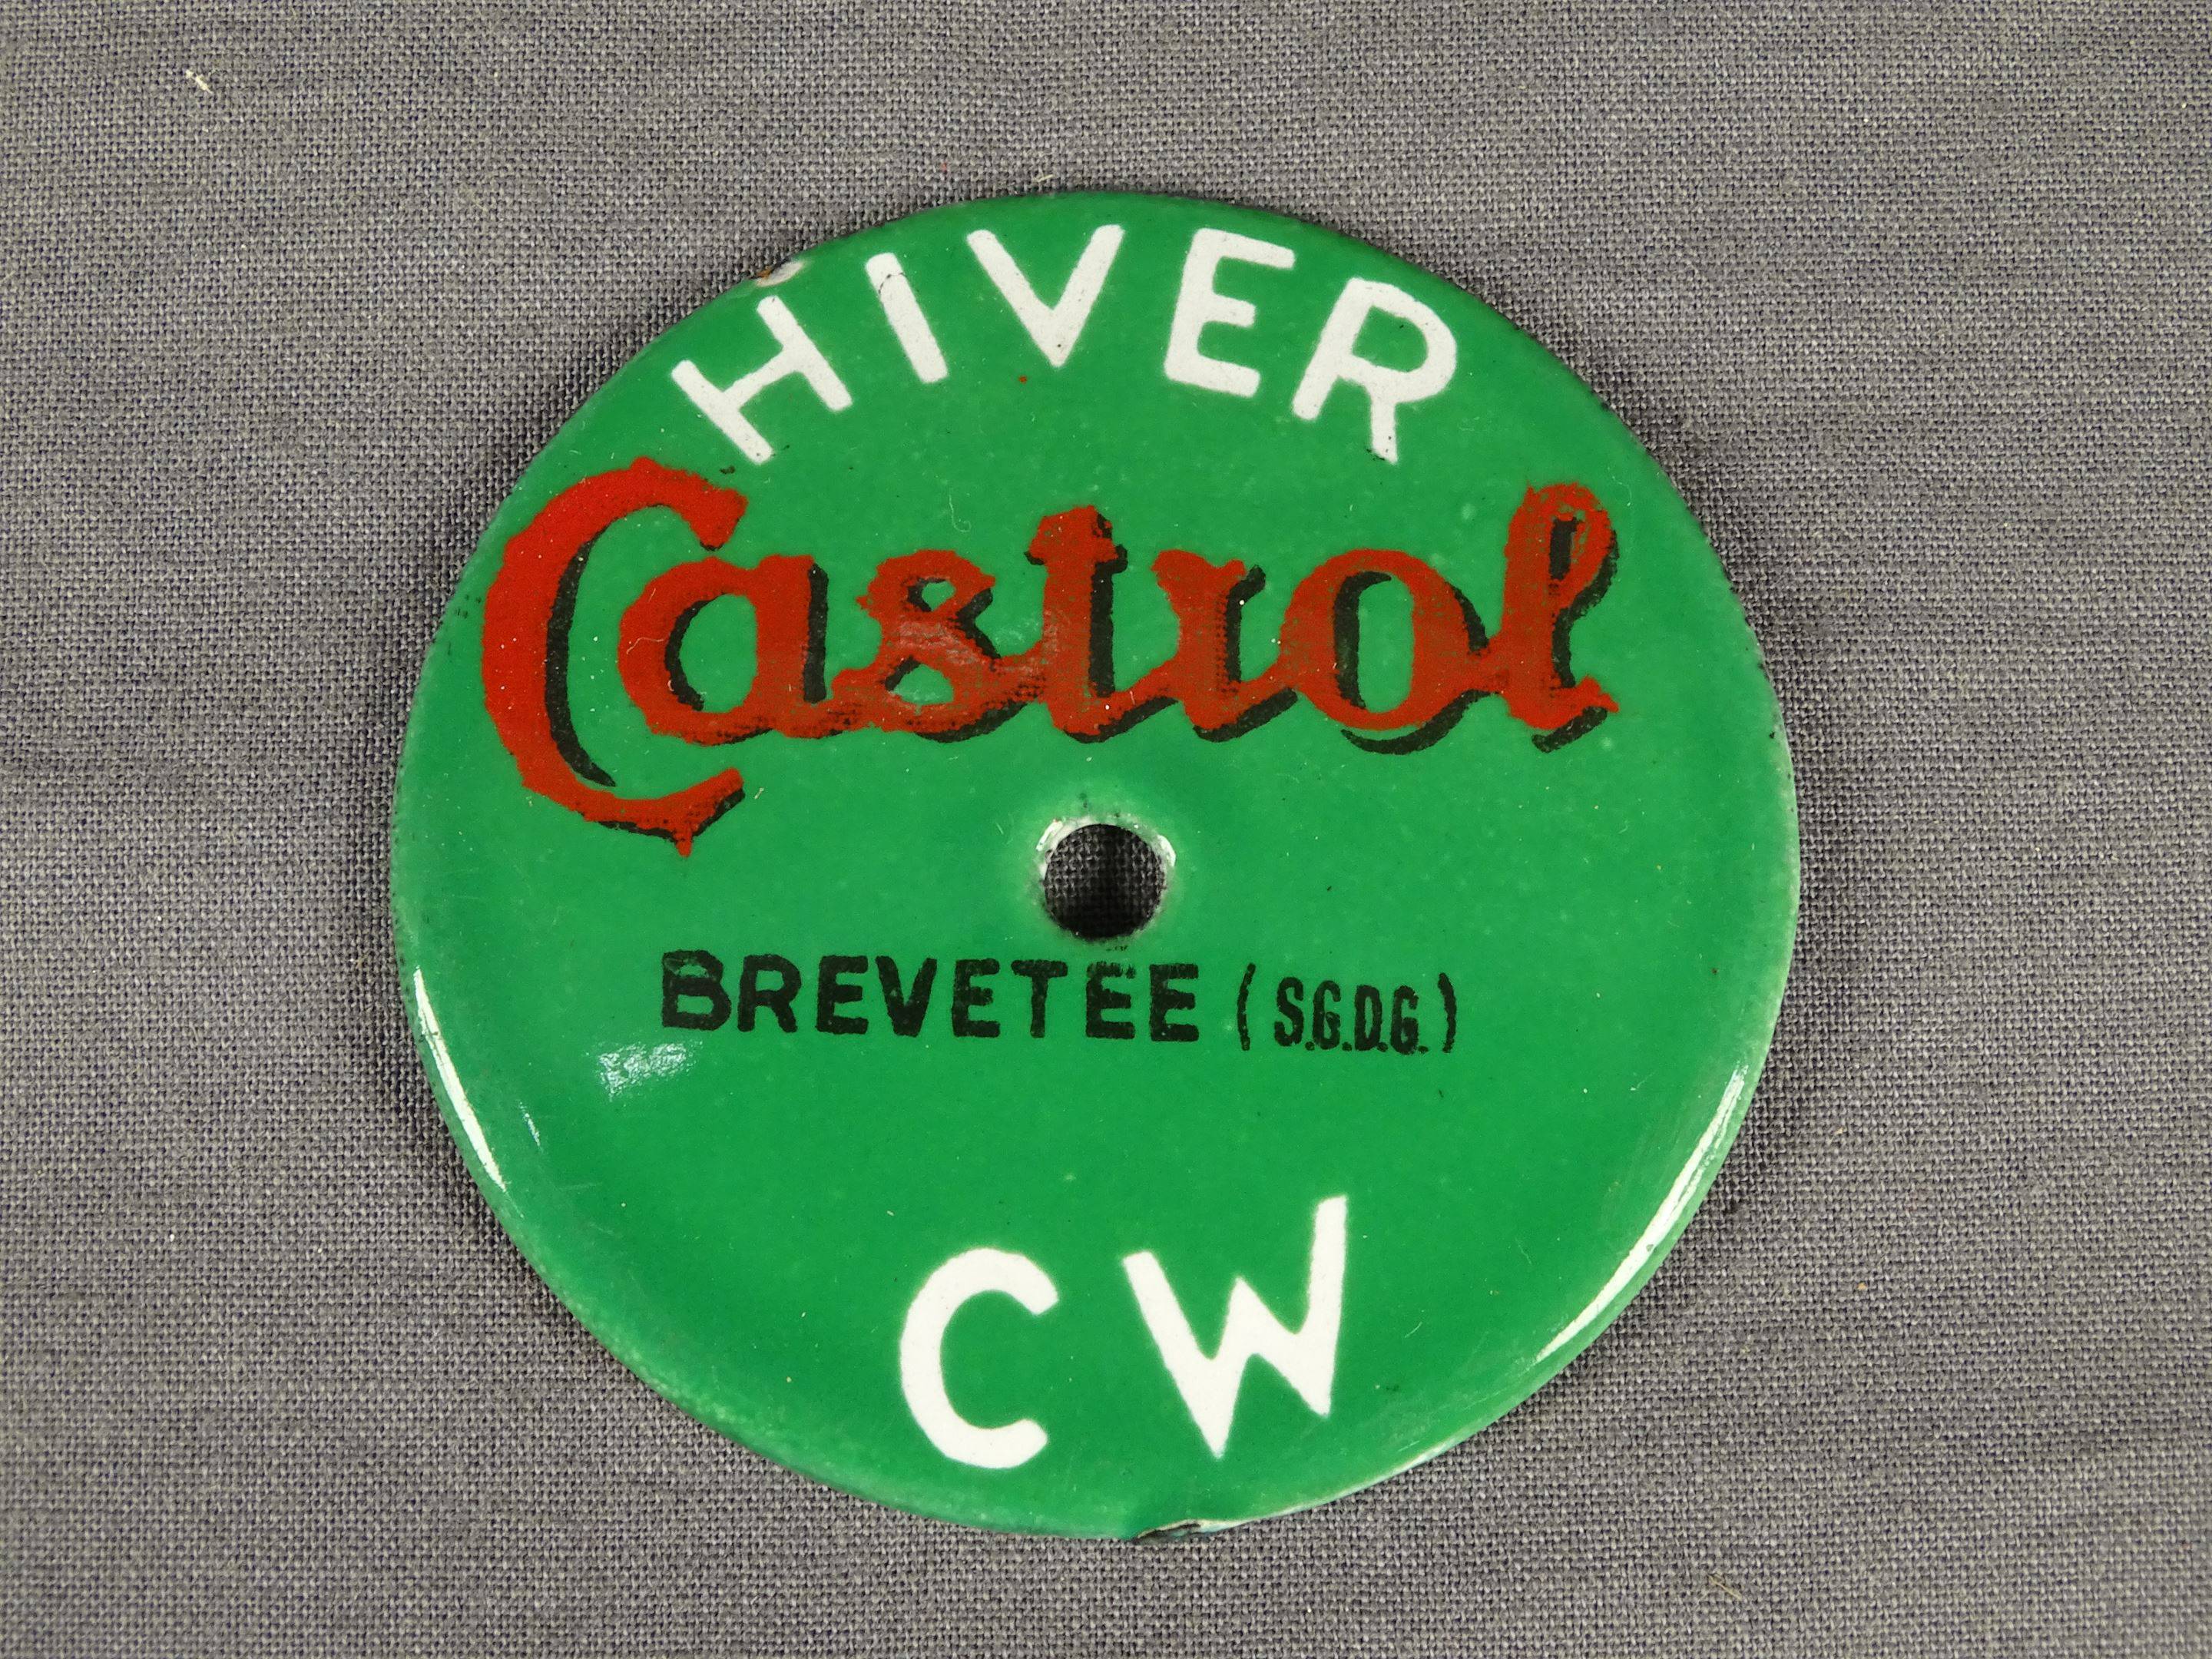 HIVER
Castrol
BREVETEE (S.G.D.G.)
CW